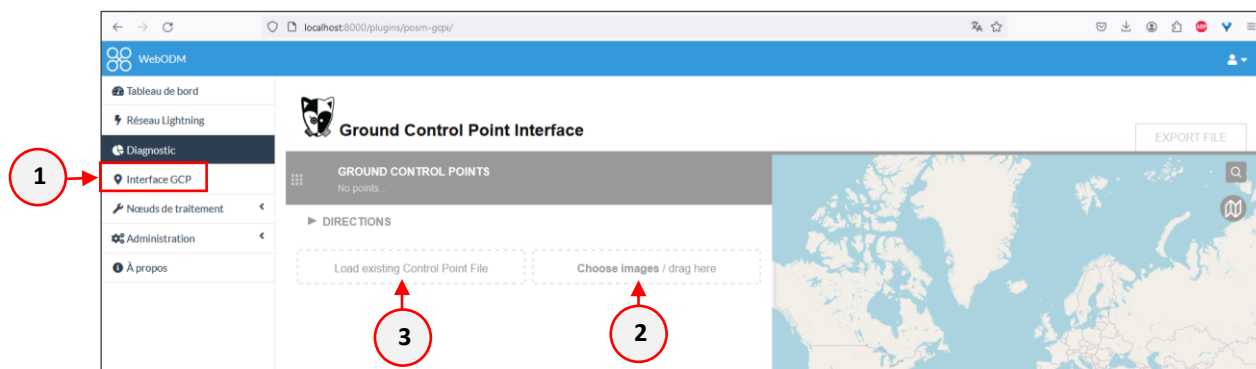 localhost:8000/plugins/posm-gcpi/
WebODM
Tableau de bord
Réseau Lightning
Diagnostic
1
Interface GCP
Nœuds de traitement
Administration
À propos
Ground Control Point Interface
EXPORT FILE
GROUND CONTROL POINTS
No points...
DIRECTIONS
Load existing Control Point File
Choose images / drag here
3
2